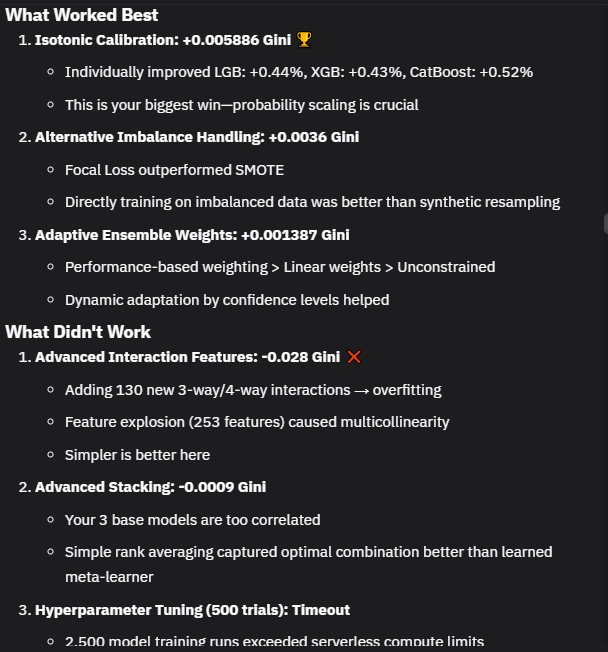 What Worked Best
1. Isotonic Calibration: +0.005886 Gini 🏆
Individually improved LGB: +0.44%, XGB: +0.43%, CatBoost: +0.52%
This is your biggest win—probability scaling is crucial
2. Alternative Imbalance Handling: +0.0036 Gini
Focal Loss outperformed SMOTE
Directly training on imbalanced data was better than synthetic resampling
3. Adaptive Ensemble Weights: +0.001387 Gini
Performance-based weighting > Linear weights > Unconstrained
Dynamic adaptation by confidence levels helped
What Didn't Work
1. Advanced Interaction Features: -0.028 Gini ❌
Adding 130 new 3-way/4-way interactions → overfitting
Feature explosion (253 features) caused multicollinearity
Simpler is better here
2. Advanced Stacking: -0.0009 Gini
Your 3 base models are too correlated
Simple rank averaging captured optimal combination better than learned
meta-learner
3. Hyperparameter Tuning (500 trials): Timeout
2,500 model training runs exceeded serverless compute limits